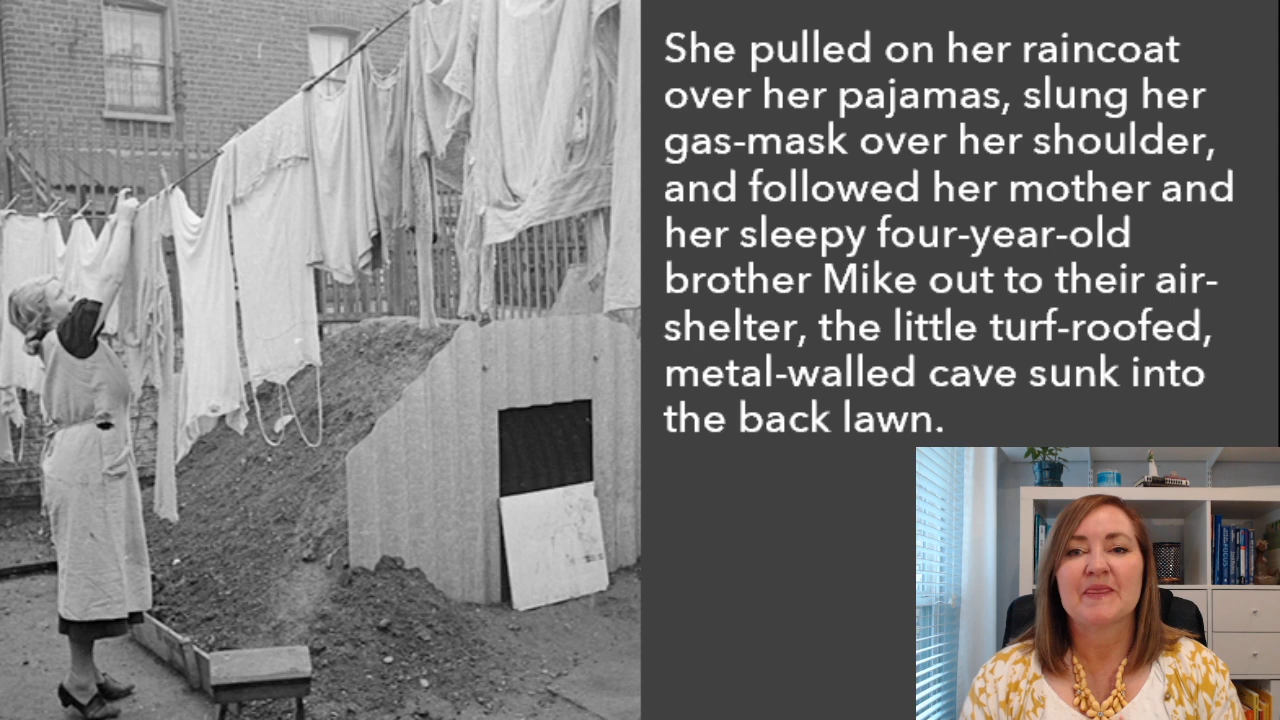 She pulled on her raincoat
over her pajamas, slung her
gas-mask over her shoulder,
and followed her mother and
her sleepy four-year-old
brother Mike out to their air-
shelter, the little turf-roofed,
metal-walled cave sunk into
the back lawn.